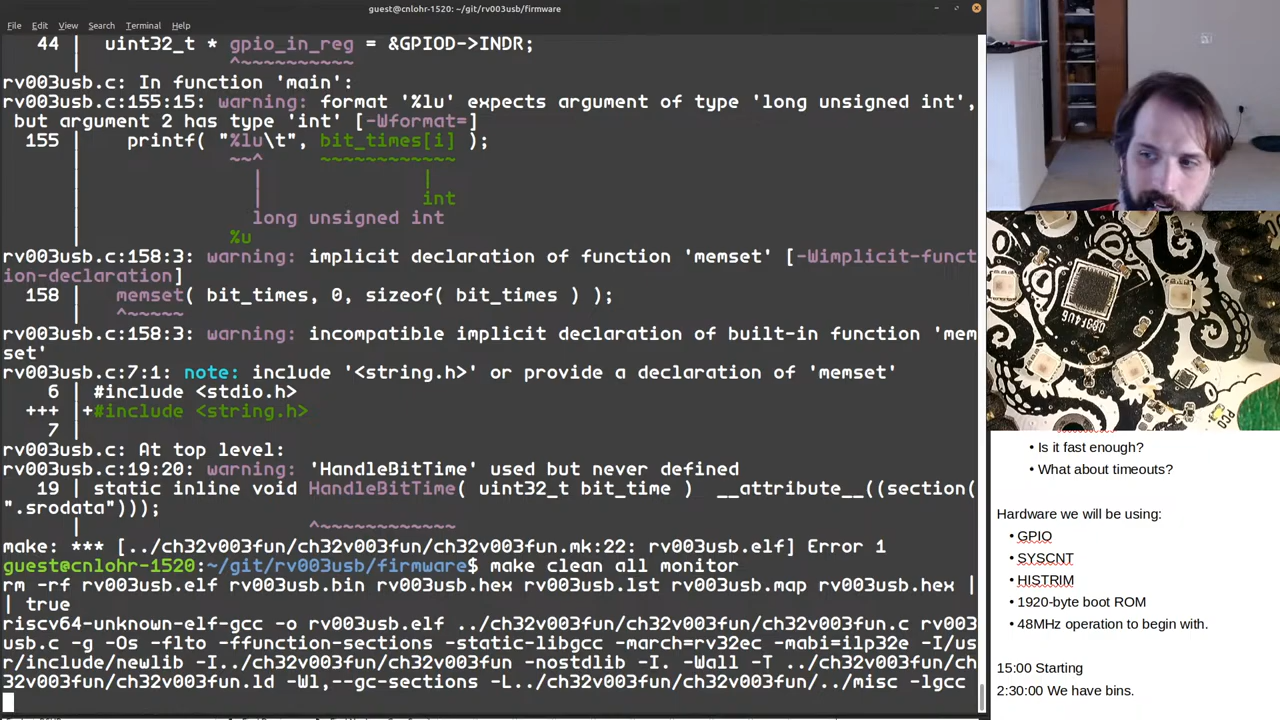 guest@cnlohr-1520: ~/git/rv003usb/firmware
File Edit View Search Terminal Help
44 |   uint32_t * gpio_in_reg = &GPIOD->INDR;
|              ^~~~~~~~~~~
rv003usb.c: In function 'main':
rv003usb.c:155:15: warning: format '%lu' expects argument of type 'long unsigned int',
but argument 2 has type 'int' [-Wformat=]
155 |     printf( "%lu\t", bit_times[i] );
|              ~~^     ~~~~~~~~~~~~
|                |              |
|                |              int
|                long unsigned int
|              %u
rv003usb.c:158:3: warning: implicit declaration of function 'memset' [-Wimplicit-funct
ion-declaration]
158 |    memset( bit_times, 0, sizeof( bit_times ) );
|    ^~~~~~
rv003usb.c:158:3: warning: incompatible implicit declaration of built-in function 'mem
set'
rv003usb.c:7:1: note: include '<string.h>' or provide a declaration of 'memset'
6 | #include <stdio.h>
+++ |+#include <string.h>
7 |
rv003usb.c: At top level:
rv003usb.c:19:20: warning: 'HandleBitTime' used but never defined
19 | static inline void HandleBitTime( uint32_t bit_time )  __attribute__((section(
".srodata")));
|                    ^~~~~~~~~~~~~
make: *** [../ch32v003fun/ch32v003fun/ch32v003fun.mk:22: rv003usb.elf] Error 1
guest@cnlohr-1520:~/git/rv003usb/firmware$ make clean all monitor
rm -rf rv003usb.elf rv003usb.bin rv003usb.hex rv003usb.lst rv003usb.map rv003usb.hex |
| true
riscv64-unknown-elf-gcc -o rv003usb.elf ../ch32v003fun/ch32v003fun/ch32v003fun.c rv003
usb.c -g -Os -flto -ffunction-sections -static-libgcc -march=rv32ec -mabi=ilp32e -I/us
r/include/newlib -I../ch32v003fun/ch32v003fun -nostdlib -I. -Wall -T ../ch32v003fun/ch
32v003fun/ch32v003fun.ld -Wl,--gc-sections -L../ch32v003fun/ch32v003fun/../misc -lgcc
003F4U6
PC0
• Is it fast enough?
• What about timeouts?
Hardware we will be using:
• GPIO
• SYSCNT
• HISTRIM
• 1920-byte boot ROM
• 48MHz operation to begin with.
15:00 Starting
2:30:00 We have bins.